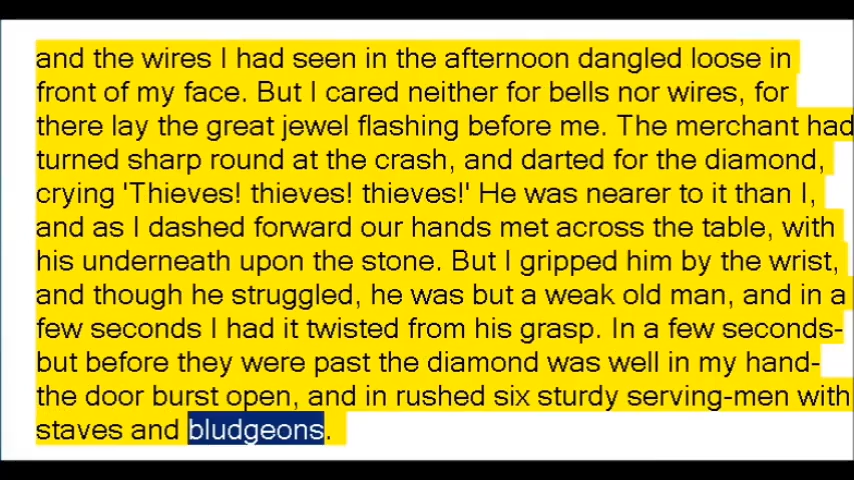 and the wires I had seen in the afternoon dangled loose in
front of my face. But I cared neither for bells nor wires, for
there lay the great jewel flashing before me. The merchant had
turned sharp round at the crash, and darted for the diamond,
crying 'Thieves! thieves! thieves!' He was nearer to it than I,
and as I dashed forward our hands met across the table, with
his underneath upon the stone. But I gripped him by the wrist,
and though he struggled, he was but a weak old man, and in a
few seconds I had it twisted from his grasp. In a few seconds-
but before they were past the diamond was well in my hand-
the door burst open, and in rushed six sturdy serving-men with
staves and bludgeons.